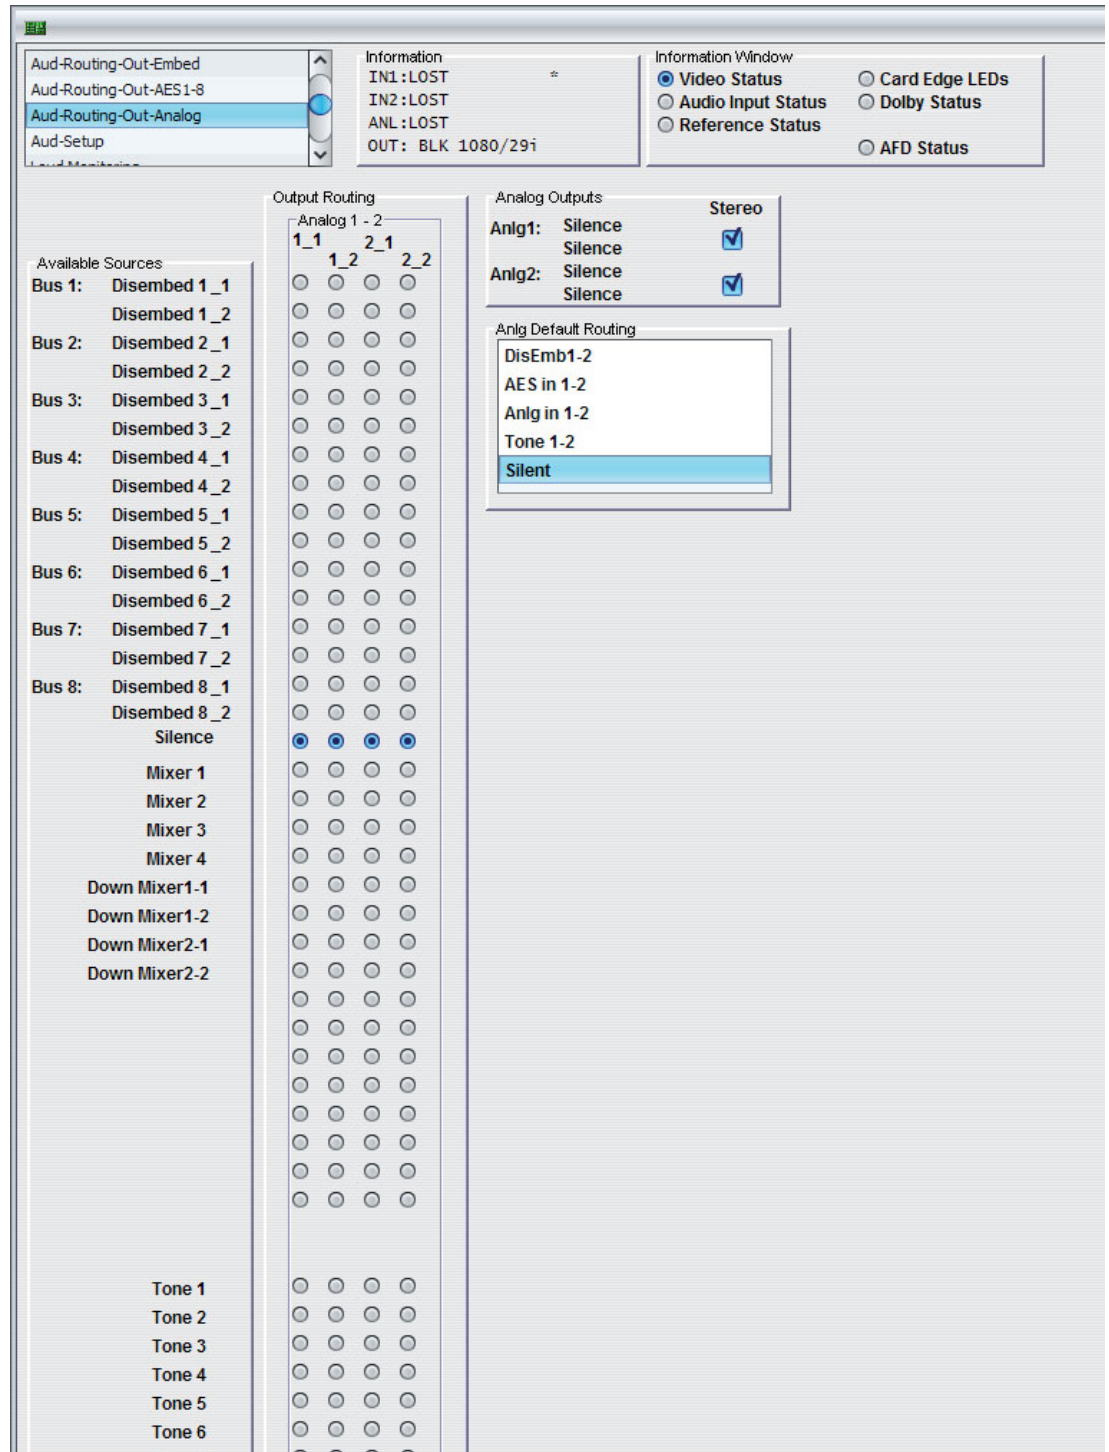 Aud-Routing-Out-Embed
Aud-Routing-Out-AES1-8
Aud-Routing-Out-Analog
Aud-Setup
Information
IN1:LOST *
IN2:LOST
ANL:LOST
OUT: BLK 1080/29i
Information Window
Video Status
Card Edge LEDs
Audio Input Status
Dolby Status
Reference Status
AFD Status
Output Routing
Analog 1 - 2
1_1 2_1
1_2 2_2
Analog Outputs
Stereo
Anlg1: Silence
Silence
Anlg2: Silence
Silence
Anlg Default Routing
DisEmb1-2
AES in 1-2
Anlg in 1-2
Tone 1-2
Silent
Available Sources
Bus 1: Disembed 1_1
Disembed 1_2
Bus 2: Disembed 2_1
Disembed 2_2
Bus 3: Disembed 3_1
Disembed 3_2
Bus 4: Disembed 4_1
Disembed 4_2
Bus 5: Disembed 5_1
Disembed 5_2
Bus 6: Disembed 6_1
Disembed 6_2
Bus 7: Disembed 7_1
Disembed 7_2
Bus 8: Disembed 8_1
Disembed 8_2
Silence
Mixer 1
Mixer 2
Mixer 3
Mixer 4
Down Mixer1-1
Down Mixer1-2
Down Mixer2-1
Down Mixer2-2
Tone 1
Tone 2
Tone 3
Tone 4
Tone 5
Tone 6